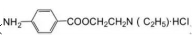 NH₂ COOCH₂CH₂N ( C₂H₅)·HCl